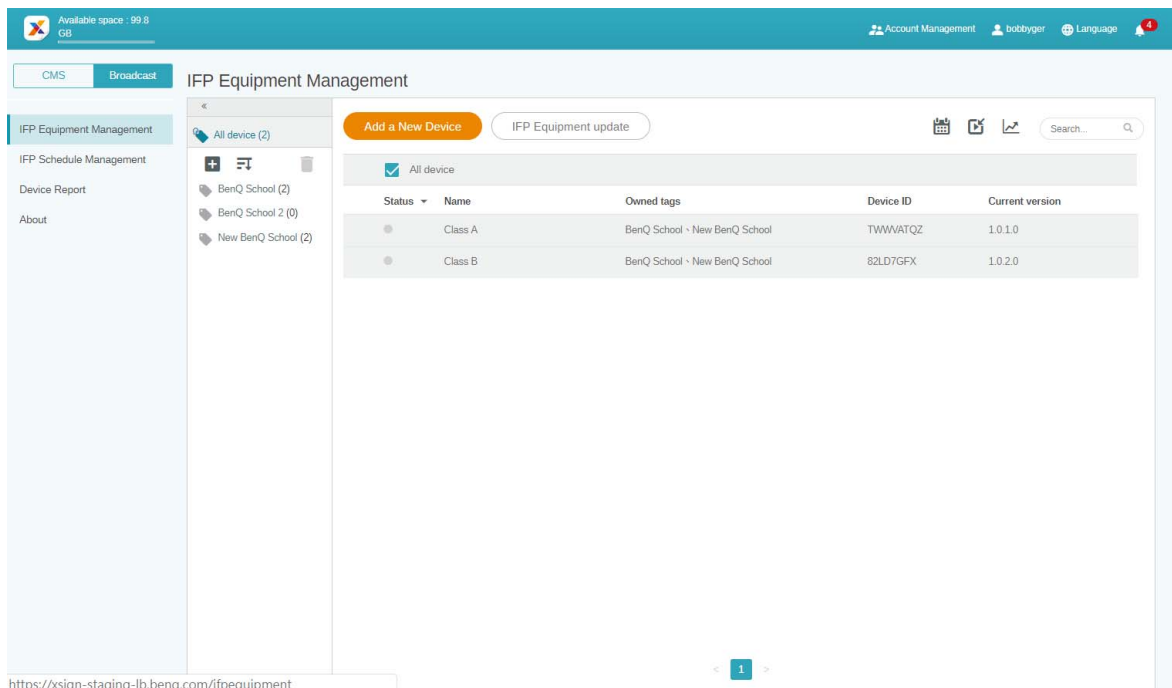 Available space : 99.8
GB
Account Management
bobbyger
Language
4
CMS
Broadcast
IFP Equipment Management
IFP Equipment Management
IFP Schedule Management
Device Report
About
«
All device (2)
BenQ School (2)
BenQ School 2 (0)
New BenQ School (2)
Add a New Device
IFP Equipment update
Search...
All device
Status Name Owned tags Device ID Current version
Class A BenQ School、New BenQ School TWWVATQZ 1.0.1.0
Class B BenQ School、New BenQ School 82LD7GFX 1.0.2.0
< 1 >
https://xsign-staging-lb.benq.com/ifpequipment